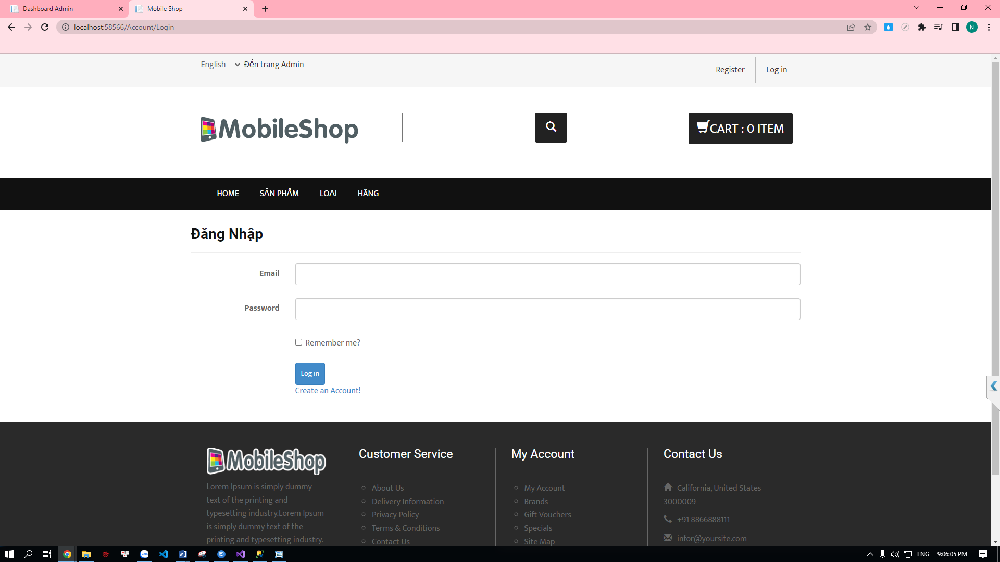 Dashboard Admin
Mobile Shop
localhost:58566/Account/Login
N
English
Đến trang Admin
Register
Log in
MobileShop
CART : 0 ITEM
HOME
SẢN PHẨM
LOẠI
HÃNG
Đăng Nhập
Email
Password
Remember me?
Log in
Create an Account!
MobileShop
Lorem Ipsum is simply dummy
text of the printing and
typesetting industry.Lorem Ipsum
is simply dummy text of the
printing and typesetting industry.
Customer Service
About Us
Delivery Information
Privacy Policy
Terms & Conditions
Contact Us
My Account
My Account
Brands
Gift Vouchers
Specials
Site Map
Contact Us
California, United States
3000009
+91 8866888111
infor@yoursite.com
Zalo
ENG
9:06:05 PM